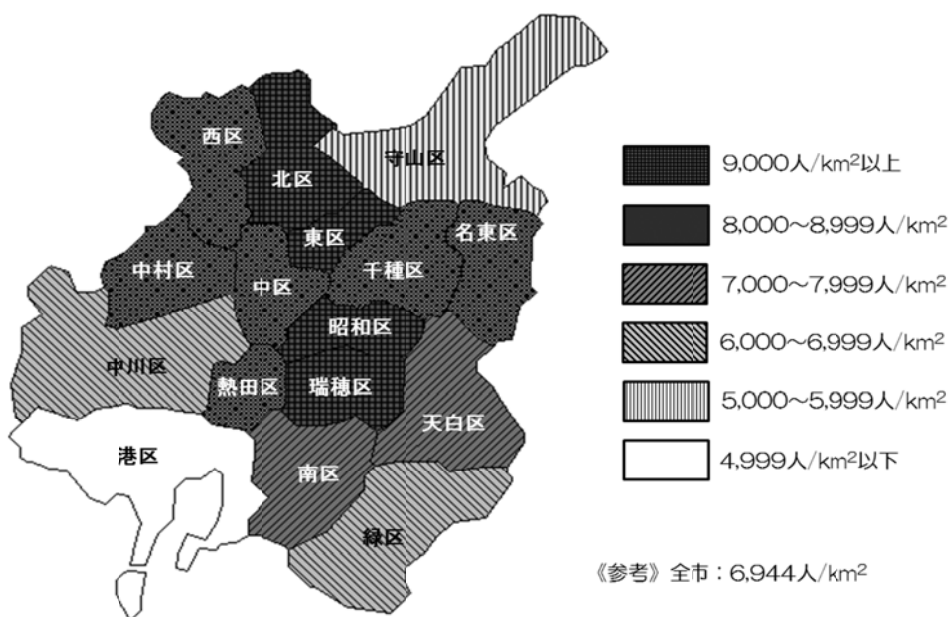 西区
守山区
北区
東区
名東区
中村区
中区
千種区
昭和区
中川区
熱田区
瑞穂区
天白区
港区
南区
緑区
9,000人/km²以上
8,000～8,999人/km²
7,000～7,999人/km²
6,000～6,999人/km²
5,000～5,999人/km²
4,999人/km²以下
《参考》全市：6,944人/km²